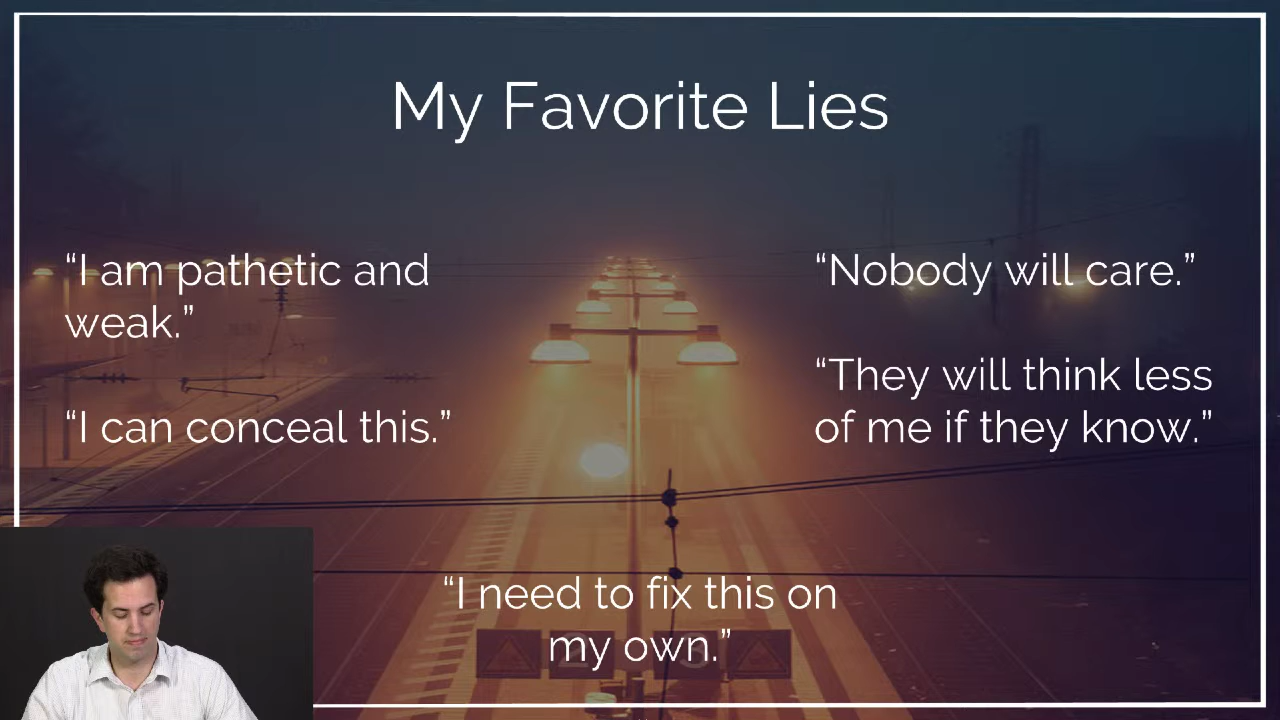 My Favorite Lies
“I am pathetic and
weak.”
“I can conceal this.”
“Nobody will care.”
“They will think less
of me if they know.”
“I need to fix this on
my own.”